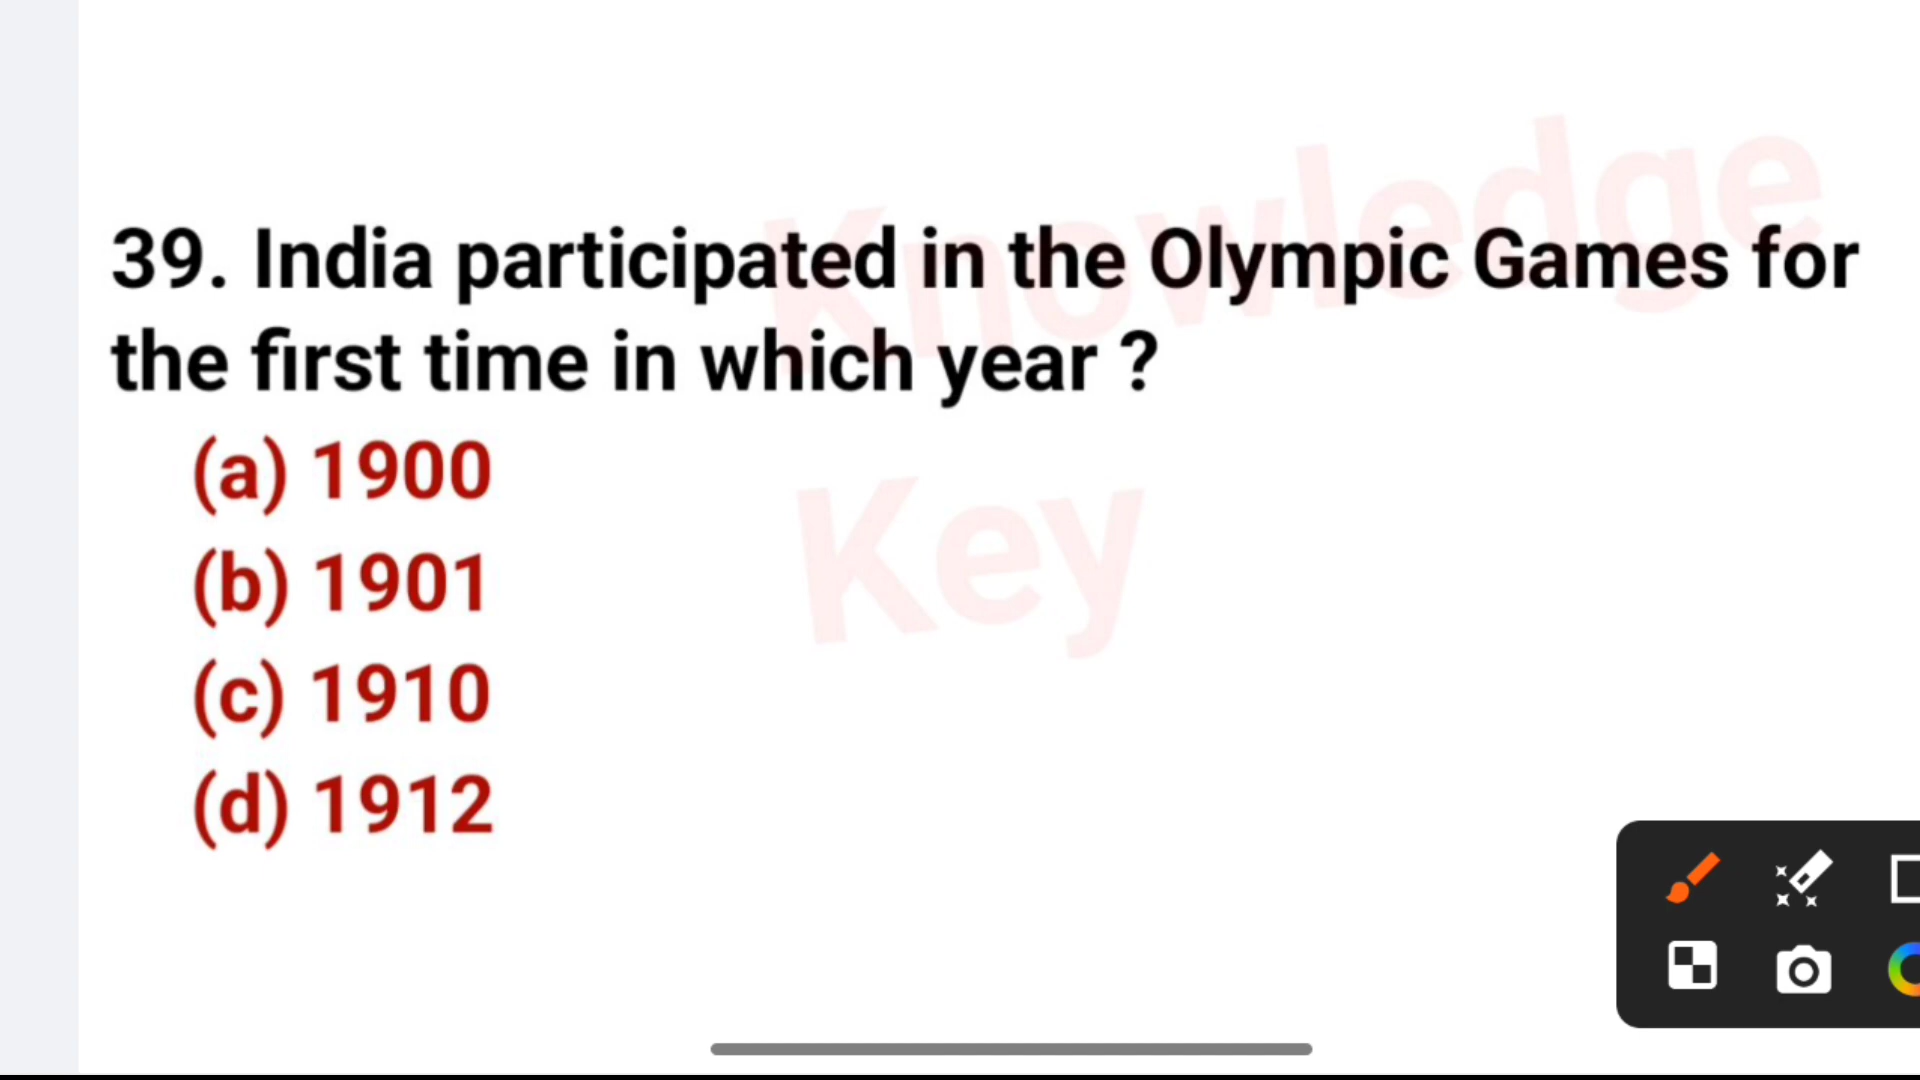 Knowledge
39. India participated in the Olympic Games for
the first time in which year ?
(a) 1900
Key
(b) 1901
(c) 1910
(d) 1912